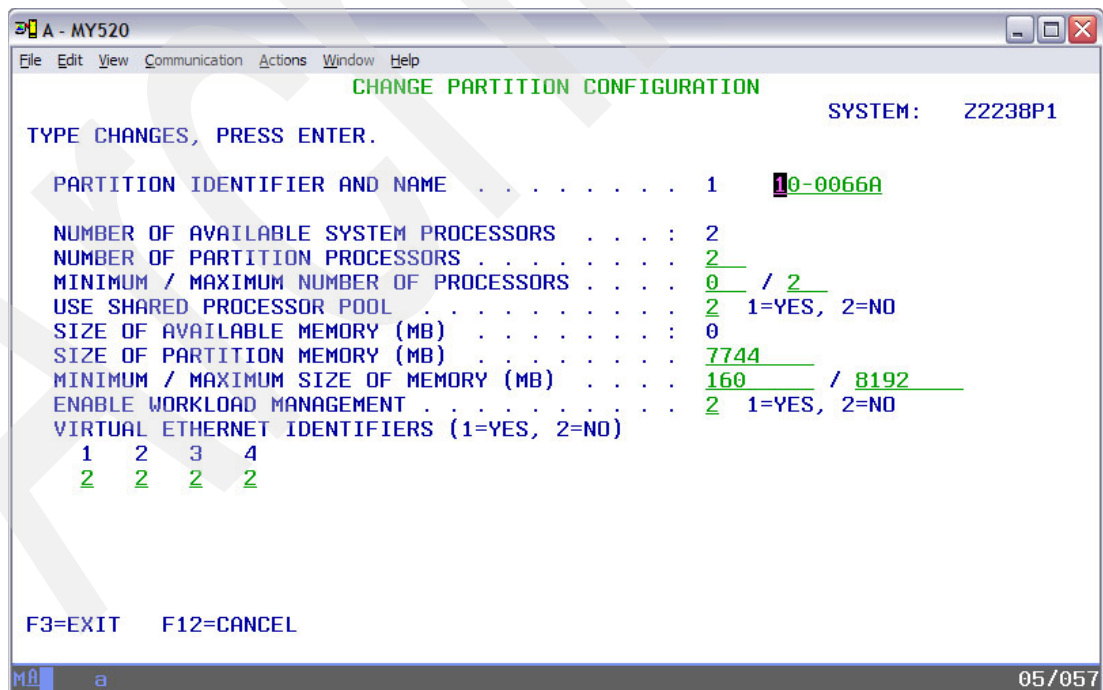 A - MY520
File Edit View Communication Actions Window Help
CHANGE PARTITION CONFIGURATION
SYSTEM: Z2238P1
TYPE CHANGES, PRESS ENTER.
PARTITION IDENTIFIER AND NAME . . . . . . . . 1 10-0066A
NUMBER OF AVAILABLE SYSTEM PROCESSORS . . . : 2
NUMBER OF PARTITION PROCESSORS . . . . . . . . 2
MINIMUM / MAXIMUM NUMBER OF PROCESSORS . . . . 0 / 2
USE SHARED PROCESSOR POOL . . . . . . . . . . 2 1=YES, 2=NO
SIZE OF AVAILABLE MEMORY (MB) . . . . . . . . : 0
SIZE OF PARTITION MEMORY (MB) . . . . . . . . 7744
MINIMUM / MAXIMUM SIZE OF MEMORY (MB) . . . . 160 / 8192
ENABLE WORKLOAD MANAGEMENT . . . . . . . . . . 2 1=YES, 2=NO
VIRTUAL ETHERNET IDENTIFIERS (1=YES, 2=NO)
1 2 3 4
2 2 2 2
F3=EXIT F12=CANCEL
MA a 05/057